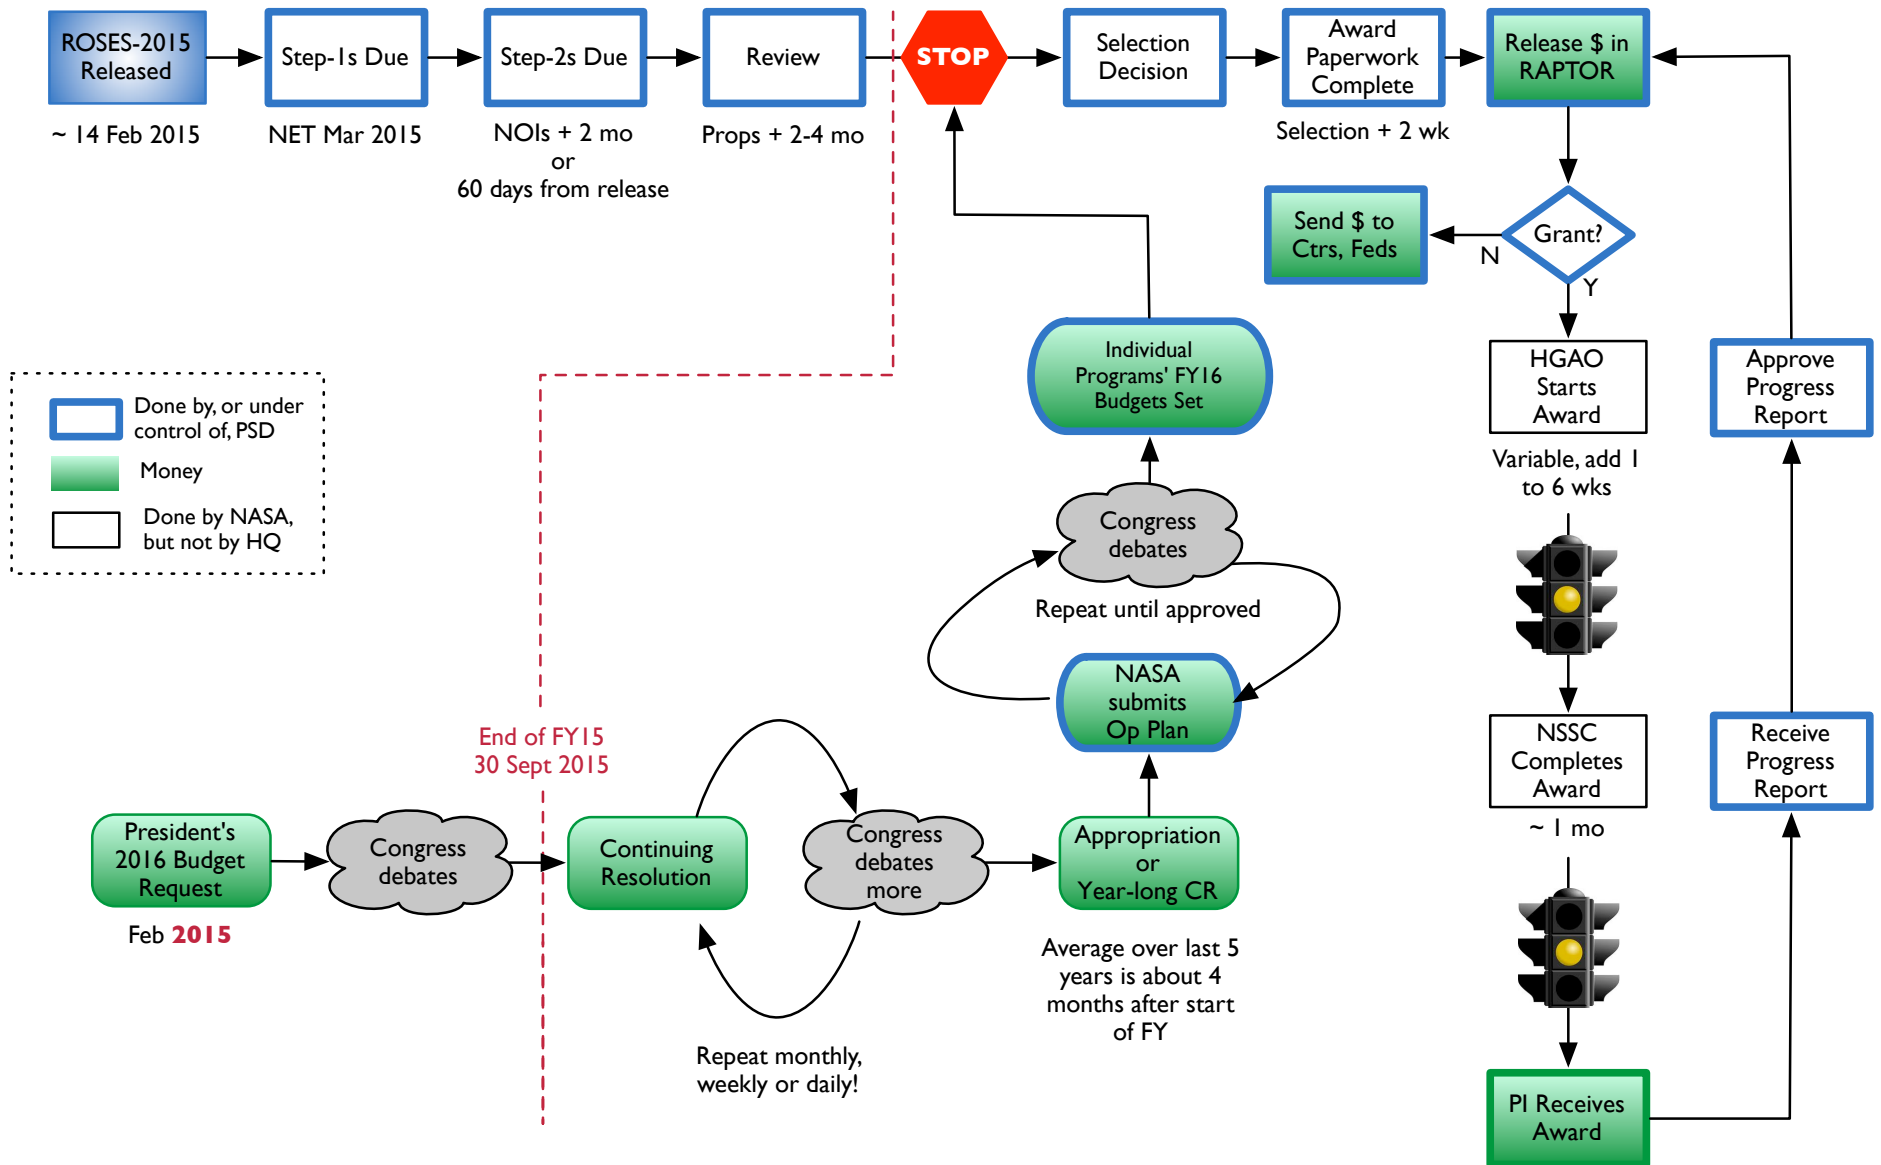 ROSES-2015
Released
~ 14 Feb 2015
Step-1s Due
NET Mar 2015
Step-2s Due
NOIs + 2 mo
or
60 days from release
Review
Props + 2-4 mo
STOP
Selection
Decision
Award
Paperwork
Complete
Selection + 2 wk
Release $ in
RAPTOR
Grant?
N
Y
Send $ to
Ctrs, Feds
HGAO
Starts
Award
Variable, add 1
to 6 wks
NSSC
Completes
Award
~ 1 mo
PI Receives
Award
Receive
Progress
Report
Approve
Progress
Report
Individual
Programs' FY16
Budgets Set
Congress
debates
Repeat until approved
NASA
submits
Op Plan
Done by, or under
control of, PSD
Money
Done by NASA,
but not by HQ
End of FY15
30 Sept 2015
President's
2016 Budget
Request
Feb 2015
Congress
debates
Continuing
Resolution
Congress
debates
more
Repeat monthly,
weekly or daily!
Appropriation
or
Year-long CR
Average over last 5
years is about 4
months after start
of FY